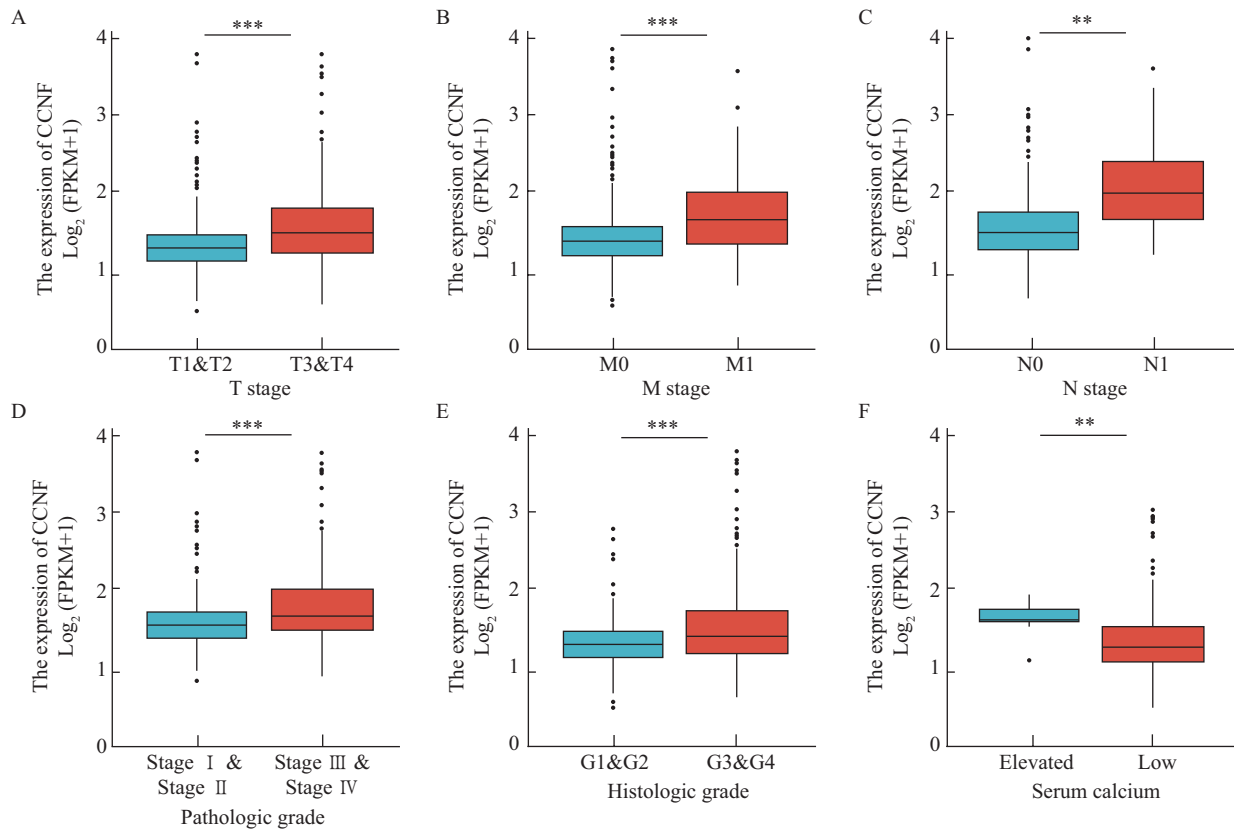 A
***
4
3
2
1
0
The expression of CCNF
Log₂ (FPKM+1)
T1&T2
T3&T4
T stage
B
***
4
3
2
1
0
The expression of CCNF
Log₂ (FPKM+1)
M0
M1
M stage
C
**
4
3
2
1
0
The expression of CCNF
Log₂ (FPKM+1)
N0
N1
N stage
D
***
4
3
2
1
0
The expression of CCNF
Log₂ (FPKM+1)
Stage Ⅰ &
Stage Ⅱ
Stage Ⅲ &
Stage Ⅳ
Pathologic grade
E
***
4
3
2
1
0
The expression of CCNF
Log₂ (FPKM+1)
G1&G2
G3&G4
Histologic grade
F
**
4
3
2
1
0
The expression of CCNF
Log₂ (FPKM+1)
Elevated
Low
Serum calcium